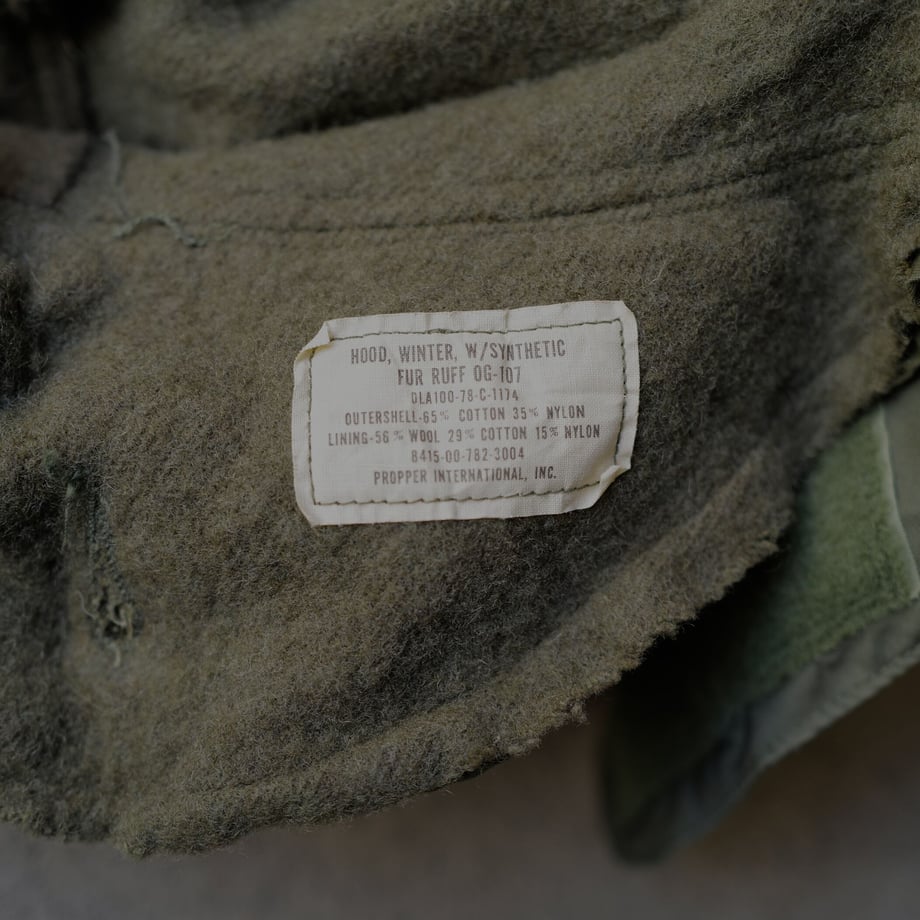 HOOD, WINTER, W/SYNTHETIC
FUR RUFF OG-107
DLA100-78-C-1174
OUTERSHELL-65% COTTON 35% NYLON
LINING-56% WOOL 29% COTTON 15% NYLON
8415-00-782-3004
PROPPER INTERNATIONAL, INC.